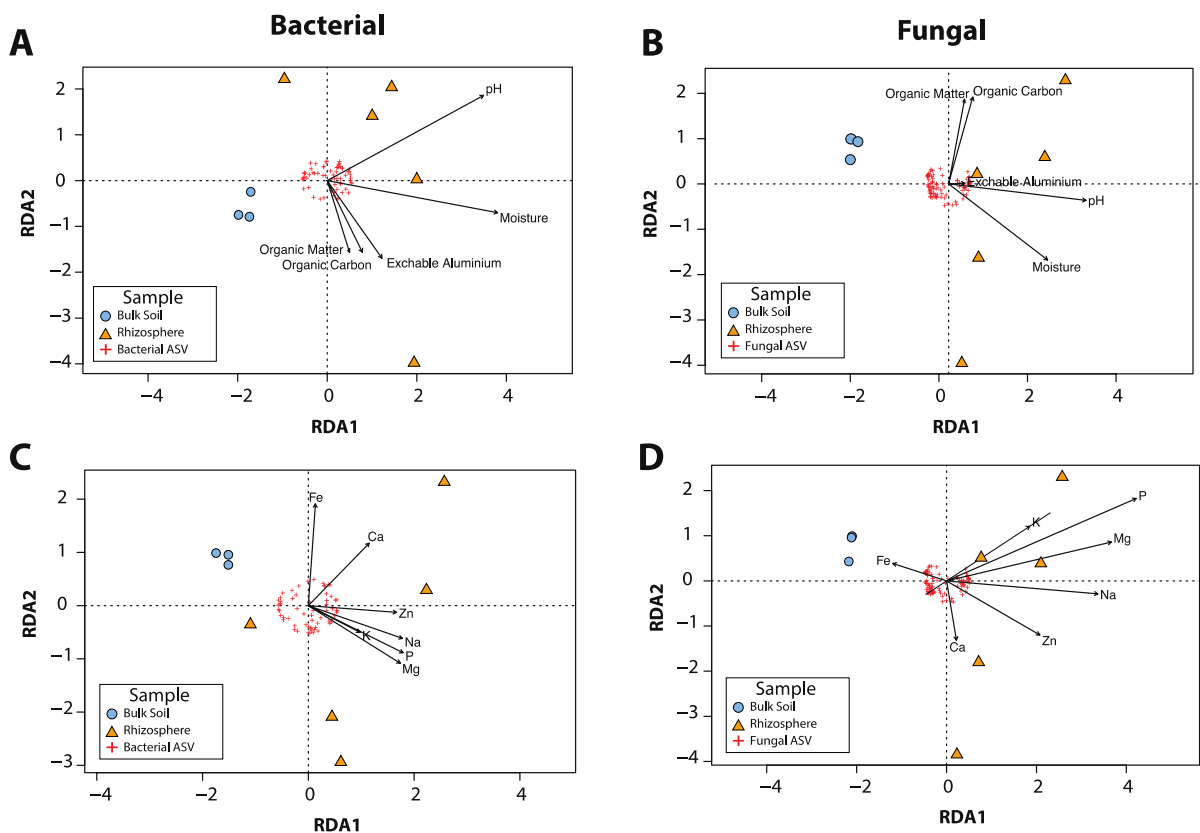 Bacterial
Fungal
A
RDA2
2
1
0
−1
−2
−3
−4
pH
Moisture
Organic Matter
Organic Carbon
Exchable Aluminium
Sample
Bulk Soil
Rhizosphere
Bacterial ASV
−4
−2
0
2
4
RDA1
B
RDA2
2
1
0
−1
−2
−3
−4
Organic Matter
Organic Carbon
Exchable Aluminium
pH
Moisture
Sample
Bulk Soil
Rhizosphere
Fungal ASV
−4
−2
0
2
4
RDA1
C
RDA2
2
1
0
−1
−2
−3
Fe
Ca
Zn
K
Na
P
Mg
Sample
Bulk Soil
Rhizosphere
Bacterial ASV
−4
−2
0
2
4
RDA1
D
RDA2
2
1
0
−1
−2
−3
−4
P
K
Mg
Fe
Na
Ca
Zn
Sample
Bulk Soil
Rhizosphere
Fungal ASV
−4
−2
0
2
4
RDA1